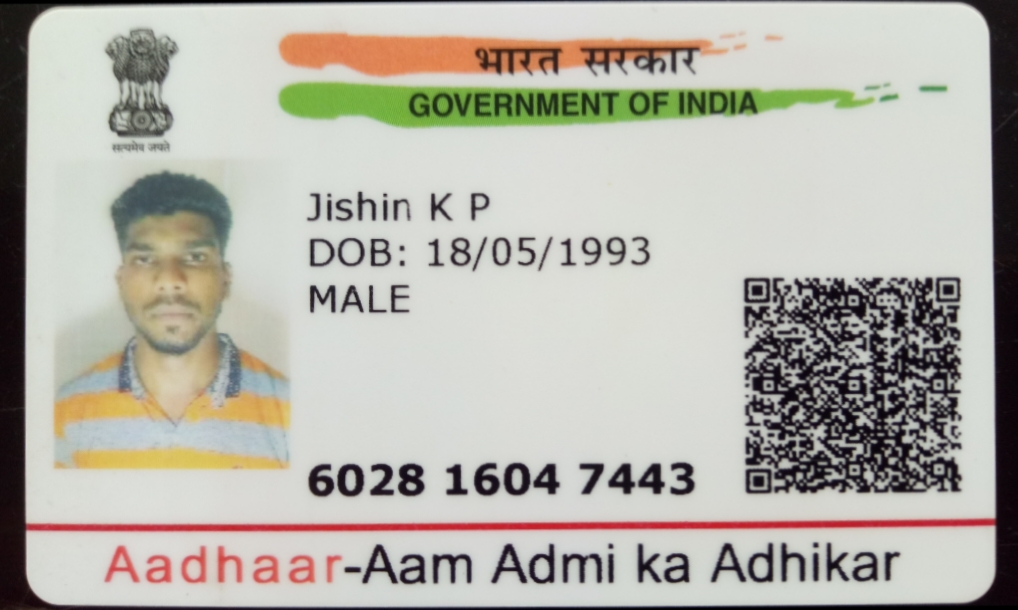 भारत सरकार
GOVERNMENT OF INDIA
सत्यमेव जयते
Jishin K P
DOB: 18/05/1993
MALE
6028 1604 7443
Aadhaar-Aam Admi ka Adhikar